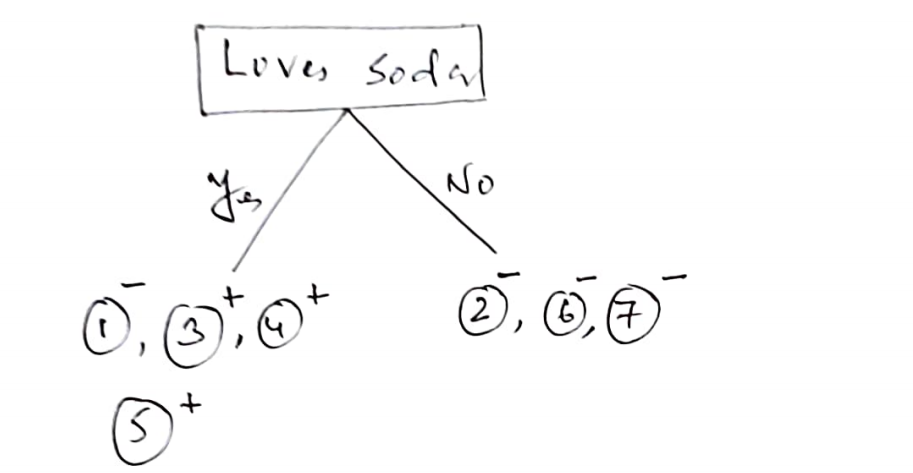 Loves Soda
Yes No
①⁻, ③⁺, ④⁺ ②⁻, ⑥⁻, ⑦⁻
⑤⁺